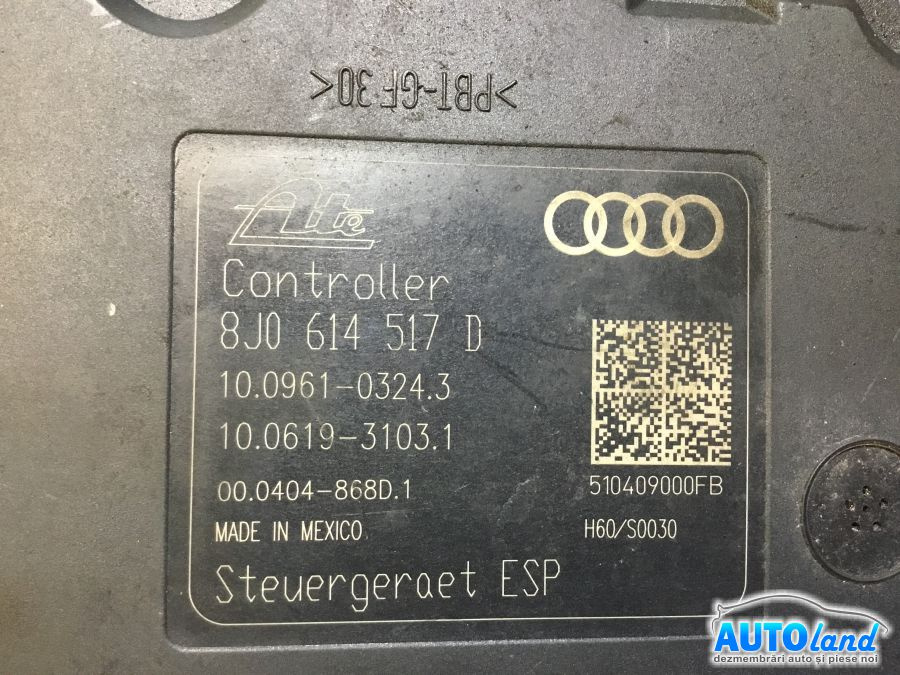 >PBT-GF30<
Ate
Controller
8J0 614 517 D
10.0961-0324.3
10.0619-3103.1
00.0404-868D.1
510409000FB
MADE IN MEXICO
H60/S0030
Steuergeraet ESP
AUTOland
dezmembrări auto și piese noi